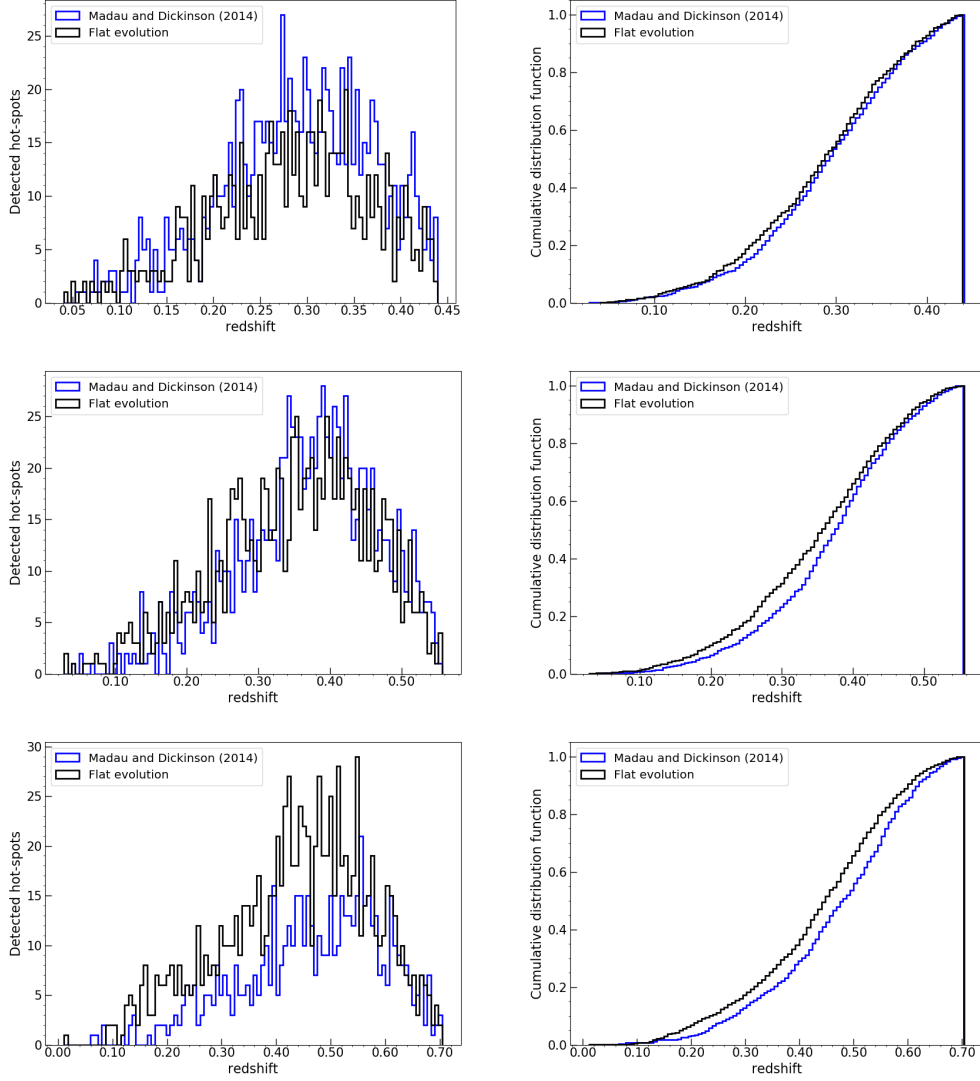 Madau and Dickinson (2014)
Flat evolution
Detected hot-spots
25
20
15
10
5
0
0.05 0.10 0.15 0.20 0.25 0.30 0.35 0.40 0.45
redshift
Madau and Dickinson (2014)
Flat evolution
Cumulative distribution function
1.0
0.8
0.6
0.4
0.2
0.0
0.10 0.20 0.30 0.40
redshift
Madau and Dickinson (2014)
Flat evolution
Detected hot-spots
25
20
15
10
5
0
0.10 0.20 0.30 0.40 0.50
redshift
Madau and Dickinson (2014)
Flat evolution
Cumulative distribution function
1.0
0.8
0.6
0.4
0.2
0.0
0.10 0.20 0.30 0.40 0.50
redshift
Madau and Dickinson (2014)
Flat evolution
Detected hot-spots
30
25
20
15
10
5
0
0.00 0.10 0.20 0.30 0.40 0.50 0.60 0.70
redshift
Madau and Dickinson (2014)
Flat evolution
Cumulative distribution function
1.0
0.8
0.6
0.4
0.2
0.0
0.10 0.20 0.30 0.40 0.50 0.60 0.70
redshift